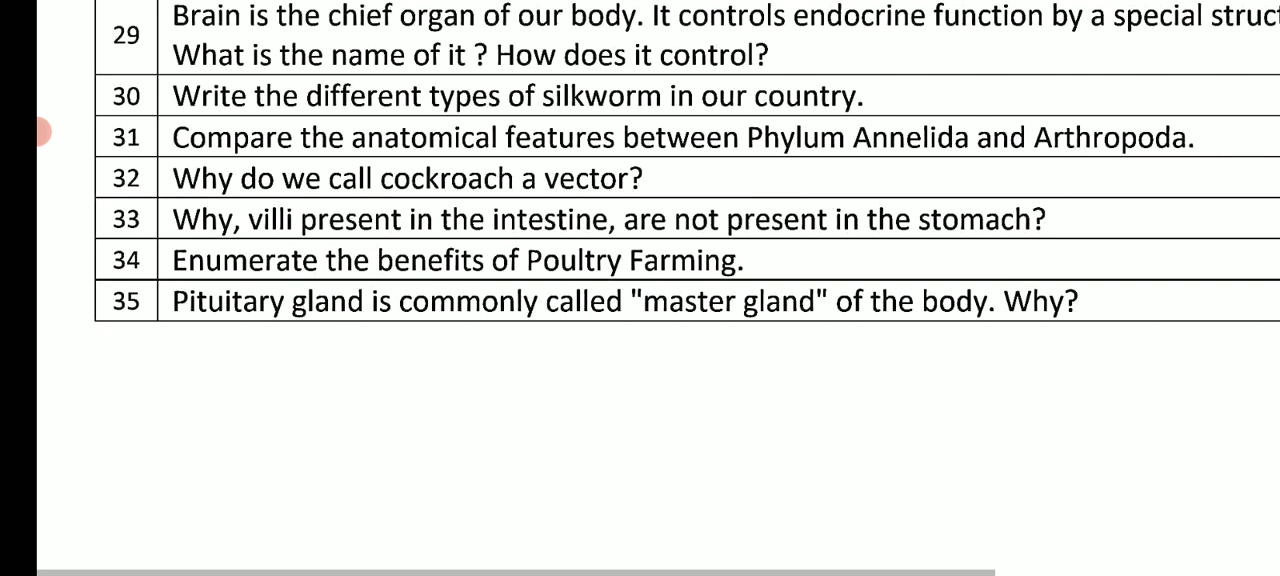 29 Brain is the chief organ of our body. It controls endocrine function by a special
What is the name of it ? How does it control?
30 Write the different types of silkworm in our country.
31 Compare the anatomical features between Phylum Annelida and Arthropoda.
32 Why do we call cockroach a vector?
33 Why, villi present in the intestine, are not present in the stomach?
34 Enumerate the benefits of Poultry Farming.
35 Pituitary gland is commonly called "master gland" of the body. Why?